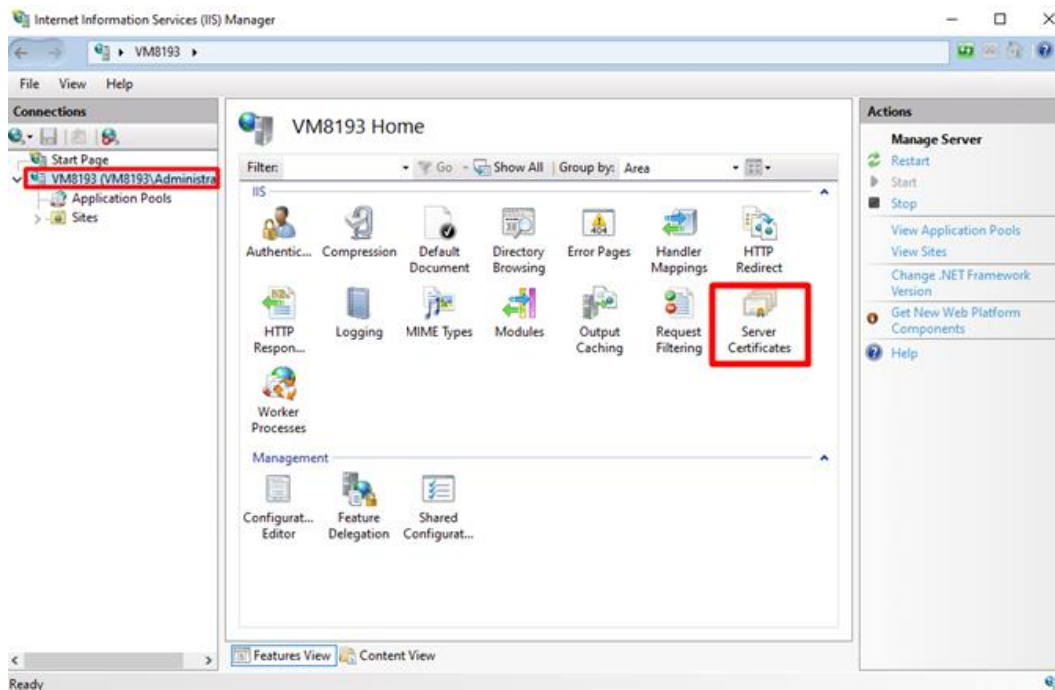 Internet Information Services (IIS) Manager
VM8193
File View Help
Connections
Start Page
VM8193 (VM8193\Administra
Application Pools
Sites
VM8193 Home
Filter: Go Show All Group by: Area
IIS
Authentic... Compression Default Document Directory Browsing Error Pages Handler Mappings HTTP Redirect
404
HTTP Respon... Logging MIME Types Modules Output Caching Request Filtering Server Certificates
Worker Processes
Management
Configurat... Editor Feature Delegation Shared Configurat...
Features View Content View
Actions
Manage Server
Restart
Start
Stop
View Application Pools
View Sites
Change .NET Framework
Version
Get New Web Platform
Components
Help
Ready